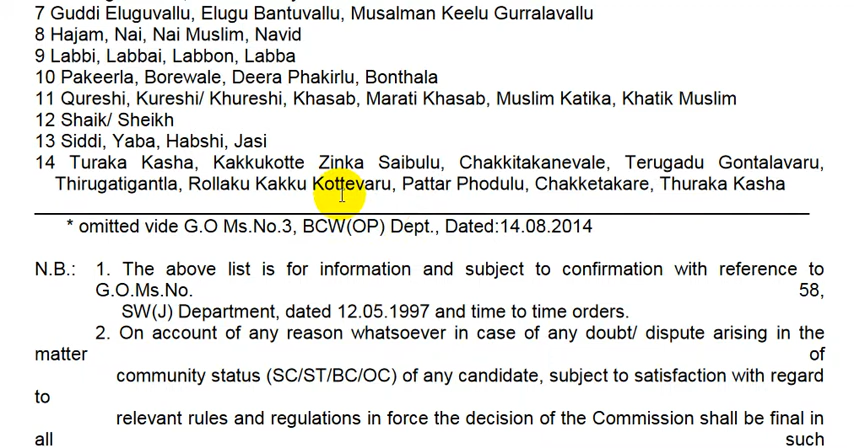 7 Guddi Eluguvallu, Elugu Bantuvallu, Musalman Keelu Gurralavallu
8 Hajam, Nai, Nai Muslim, Navid
9 Labbi, Labbai, Labbon, Labba
10 Pakeerla, Borewale, Deera Phakirlu, Bonthala
11 Qureshi, Kureshi/ Khureshi, Khasab, Marati Khasab, Muslim Katika, Khatik Muslim
12 Shaik/ Sheikh
13 Siddi, Yaba, Habshi, Jasi
14 Turaka Kasha, Kakkukotte Zinka Saibulu, Chakkitakanevale, Terugadu Gontalavaru,
Thirugatigantla, Rollaku Kakku Kottevaru, Pattar Phodulu, Chakketakare, Thuraka Kasha
* omitted vide G.O Ms.No.3, BCW(OP) Dept., Dated:14.08.2014
N.B.: 1. The above list is for information and subject to confirmation with reference to
G.O.Ms.No. 58,
SW(J) Department, dated 12.05.1997 and time to time orders.
2. On account of any reason whatsoever in case of any doubt/ dispute arising in the
matter of
community status (SC/ST/BC/OC) of any candidate, subject to satisfaction with regard
to
relevant rules and regulations in force the decision of the Commission shall be final in
all such